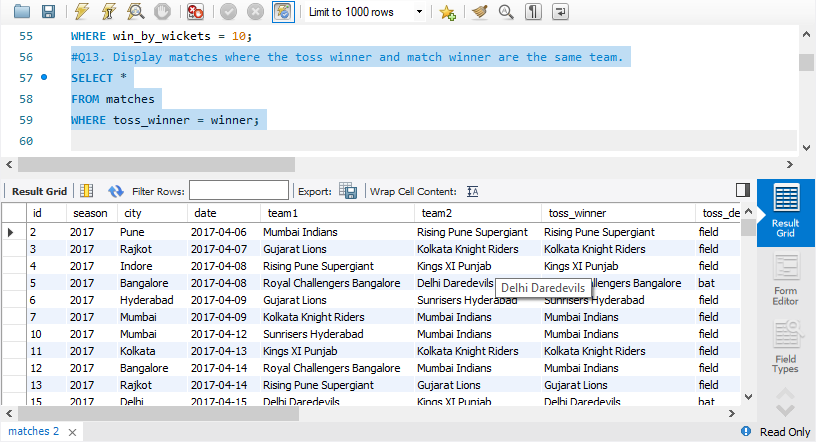 Limit to 1000 rows
55 WHERE win_by_wickets = 10;
56 #Q13. Display matches where the toss winner and match winner are the same team.
57 SELECT *
58 FROM matches
59 WHERE toss_winner = winner;
60
Result Grid Filter Rows: Export: Wrap Cell Content: IA
id season city date team1 team2 toss_winner toss_de
2 2017 Pune 2017-04-06 Mumbai Indians Rising Pune Supergiant Rising Pune Supergiant field
3 2017 Rajkot 2017-04-07 Gujarat Lions Kolkata Knight Riders Kolkata Knight Riders field
4 2017 Indore 2017-04-08 Rising Pune Supergiant Kings XI Punjab Kings XI Punjab field
5 2017 Bangalore 2017-04-08 Royal Challengers Bangalore Delhi Daredevils allengers Bangalore bat
Delhi Daredevils
6 2017 Hyderabad 2017-04-09 Gujarat Lions Sunrisers Hyderabad Sunrisers Hyderabad field
7 2017 Mumbai 2017-04-09 Kolkata Knight Riders Mumbai Indians Mumbai Indians field
10 2017 Mumbai 2017-04-12 Sunrisers Hyderabad Mumbai Indians Mumbai Indians field
11 2017 Kolkata 2017-04-13 Kings XI Punjab Kolkata Knight Riders Kolkata Knight Riders field
12 2017 Bangalore 2017-04-14 Royal Challengers Bangalore Mumbai Indians Mumbai Indians field
13 2017 Rajkot 2017-04-14 Rising Pune Supergiant Gujarat Lions Gujarat Lions field
15 2017 Delhi 2017-04-15 Delhi Daredevils Kings XI Punjab Delhi Daredevils bat
Result Grid
Form Editor
Field Types
matches 2
Read Only